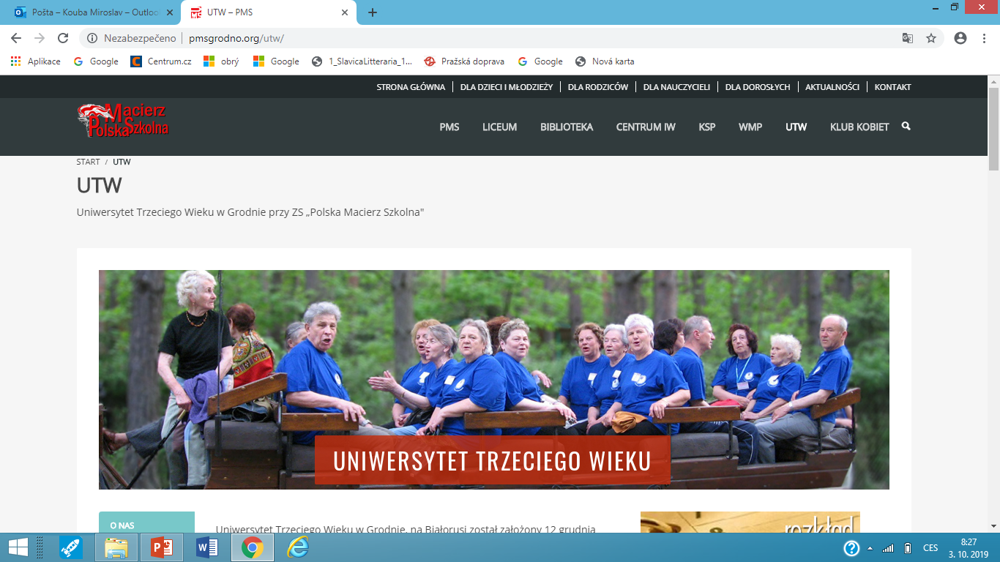 Pošta – Kouba Miroslav – Outloo
UTW – PMS
Nezabezpečeno
pmsgrodno.org/utw/
Aplikace
Google
Centrum.cz
obrý
Google
1_SlavicaLitteraria_1...
Pražská doprava
Google
Nová karta
STRONA GŁÓWNA
DLA DZIECI I MŁODZIEŻY
DLA RODZICÓW
DLA NAUCZYCIELI
DLA DOROSŁYCH
AKTUALNOŚCI
KONTAKT
Macierz
Polska Szkolna
PMS
LICEUM
BIBLIOTEKA
CENTRUM IW
KSP
WMP
UTW
KLUB KOBIET
START / UTW
UTW
Uniwersytet Trzeciego Wieku w Grodnie przy ZS „Polska Macierz Szkolna"
UNIWERSYTET TRZECIEGO WIEKU
O NAS
Uniwersytet Trzeciego Wieku w Grodnie, na Białorusi został założony 12 grudnia
rozkład
CES
8:27
3. 10. 2019